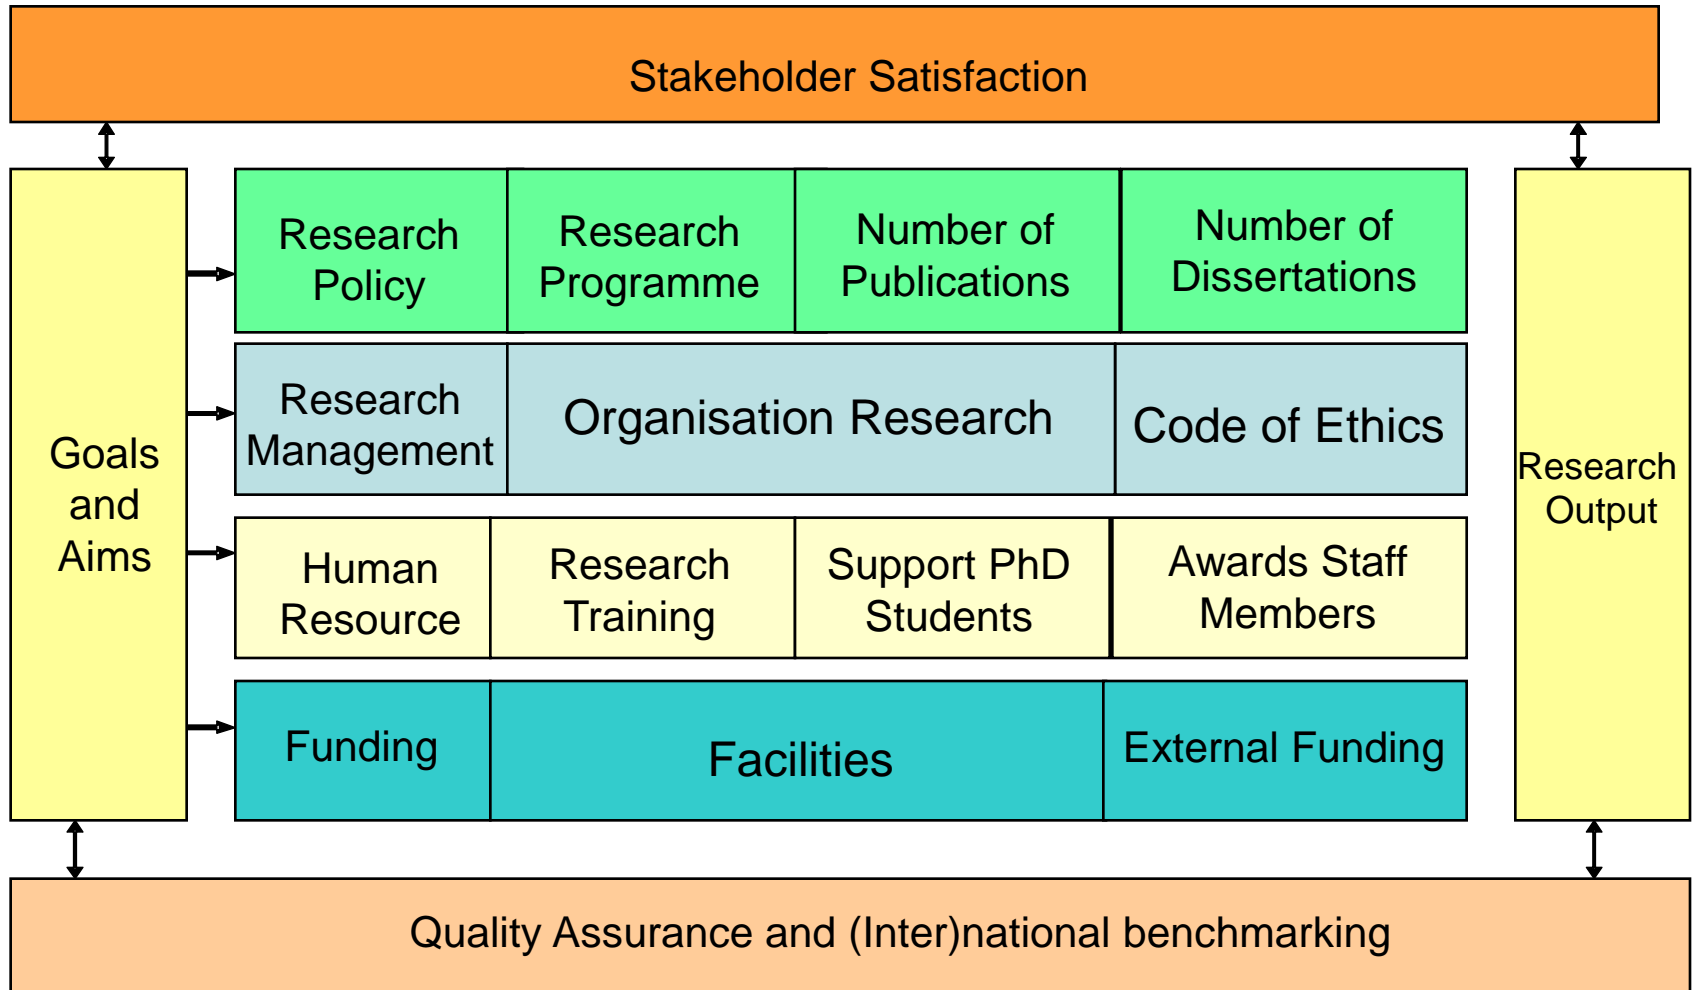 Stakeholder Satisfaction
Goals
and
Aims
Research
Policy
Research
Programme
Number of
Publications
Number of
Dissertations
Research
Management
Organisation Research
Code of Ethics
Human
Resource
Research
Training
Support PhD
Students
Awards Staff
Members
Funding
Facilities
External Funding
Research
Output
Quality Assurance and (Inter)national benchmarking